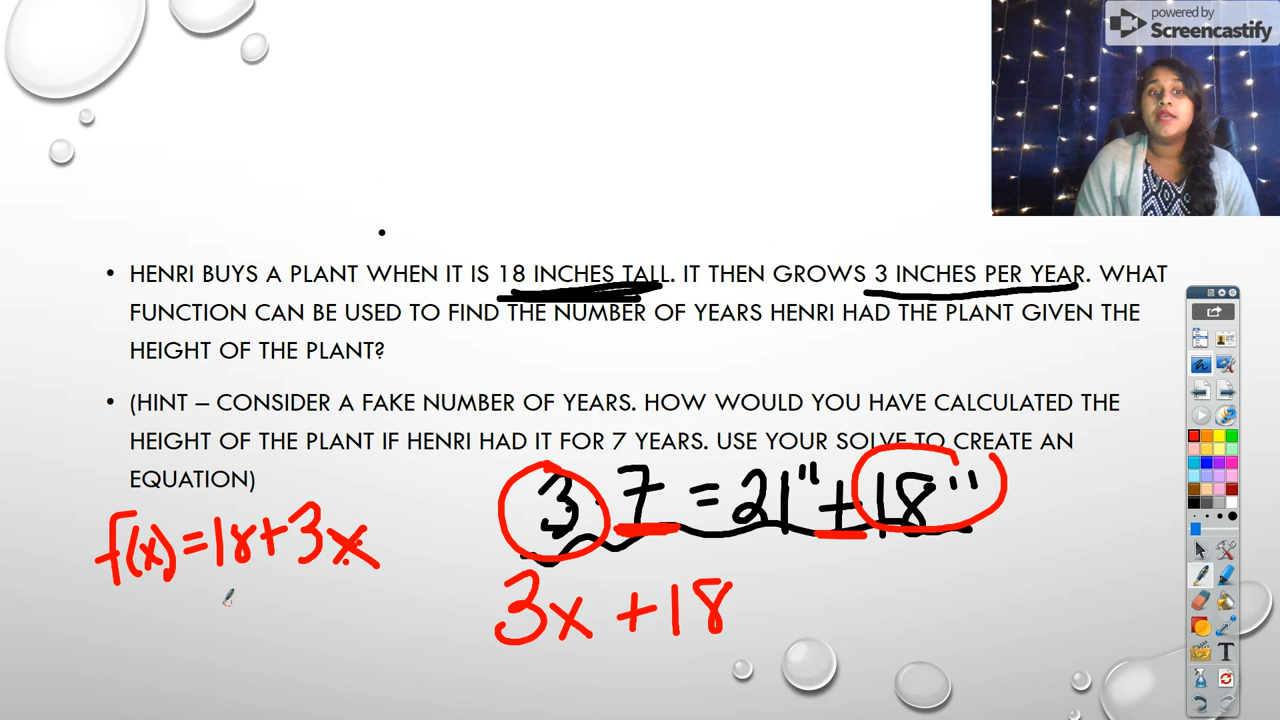 powered by
Screencastify
• HENRI BUYS A PLANT WHEN IT IS 18 INCHES TALL. IT THEN GROWS 3 INCHES PER YEAR. WHAT
FUNCTION CAN BE USED TO FIND THE NUMBER OF YEARS HENRI HAD THE PLANT GIVEN THE
HEIGHT OF THE PLANT?
• (HINT – CONSIDER A FAKE NUMBER OF YEARS. HOW WOULD YOU HAVE CALCULATED THE
HEIGHT OF THE PLANT IF HENRI HAD IT FOR 7 YEARS. USE YOUR SOLVE TO CREATE AN
EQUATION)
3 · 7 = 21" + 18"
f(x) = 18 + 3x
3x + 18
T